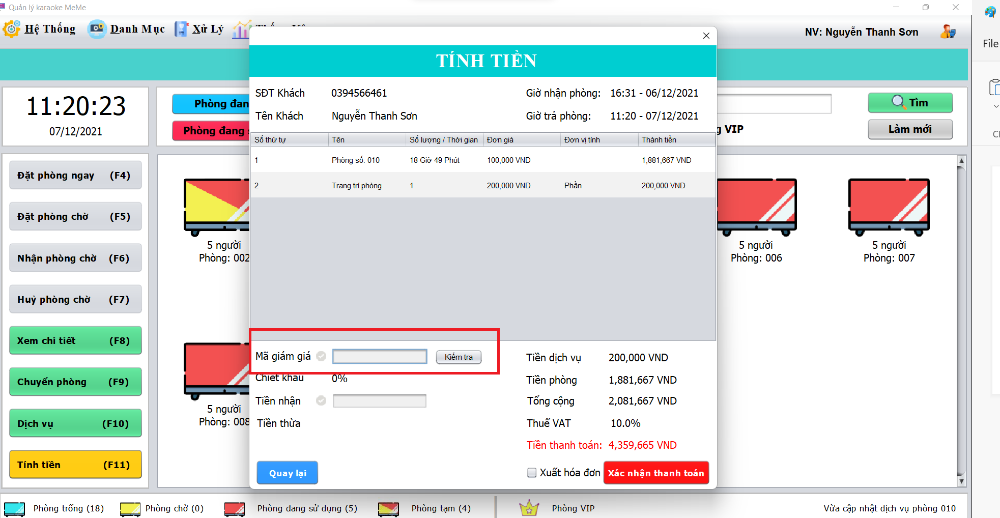 Quản lý karaoke MeMe
Hệ Thống
Danh Mục
Xử Lý
NV: Nguyễn Thanh Sơn
File
TÍNH TIỀN
11:20:23
07/12/2021
Phòng đan
Phòng đang
g VIP
Tìm
Làm mới
SĐT Khách 0394566461
Giờ nhận phòng: 16:31 - 06/12/2021
Tên Khách Nguyễn Thanh Sơn
Giờ trả phòng: 11:20 - 07/12/2021
Số thứ tự Tên Số lượng / Thời gian Đơn giá Đơn vị tính Thành tiền
1 Phòng số: 010 18 Giờ 49 Phút 100,000 VND 1,881,667 VND
2 Trang trí phòng 1 200,000 VND Phần 200,000 VND
Đặt phòng ngay (F4)
Đặt phòng chờ (F5)
Nhận phòng chờ (F6)
Huỷ phòng chờ (F7)
Xem chi tiết (F8)
Chuyển phòng (F9)
Dịch vụ (F10)
Tính tiền (F11)
5 người
Phòng: 002
5 người
Phòng: 006
5 người
Phòng: 007
5 người
Phòng: 008
Mã giám giá Kiểm tra
Chiết khấu 0%
Tiền nhận
Tiền thừa
Tiền dịch vụ 200,000 VND
Tiền phòng 1,881,667 VND
Tổng cộng 2,081,667 VND
Thuế VAT 10.0%
Tiền thanh toán: 4,359,665 VND
Quay lại
Xuất hóa đơn
Xác nhận thanh toán
Phòng trống (18)
Phòng chờ (0)
Phòng đang sử dụng (5)
Phòng tạm (4)
Phòng VIP
Vừa cập nhật dịch vụ phòng 010